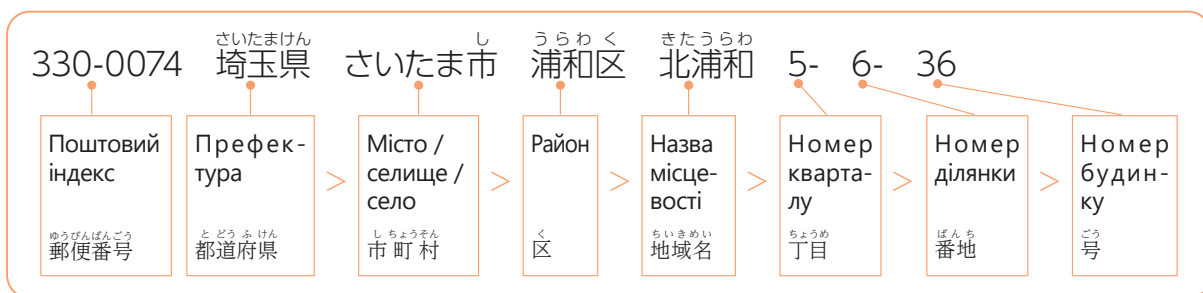 さいたまけん し うらわく きたうらわ
330-0074 埼玉県 さいたま市 浦和区 北浦和 5- 6- 36
Поштовий
індекс
ゆうびんばんごう
郵便番号
Префек-
тура
と どう ふ けん
都道府県
>
Місто /
селище /
село
し ちょうそん
市町村
>
Район
く
区
>
Назва
місце-
вості
ちいきめい
地域名
>
Номер
кварта-
лу
ちょうめ
丁目
>
Номер
ділянки
ばんち
番地
>
Номер
будин-
ку
ごう
号